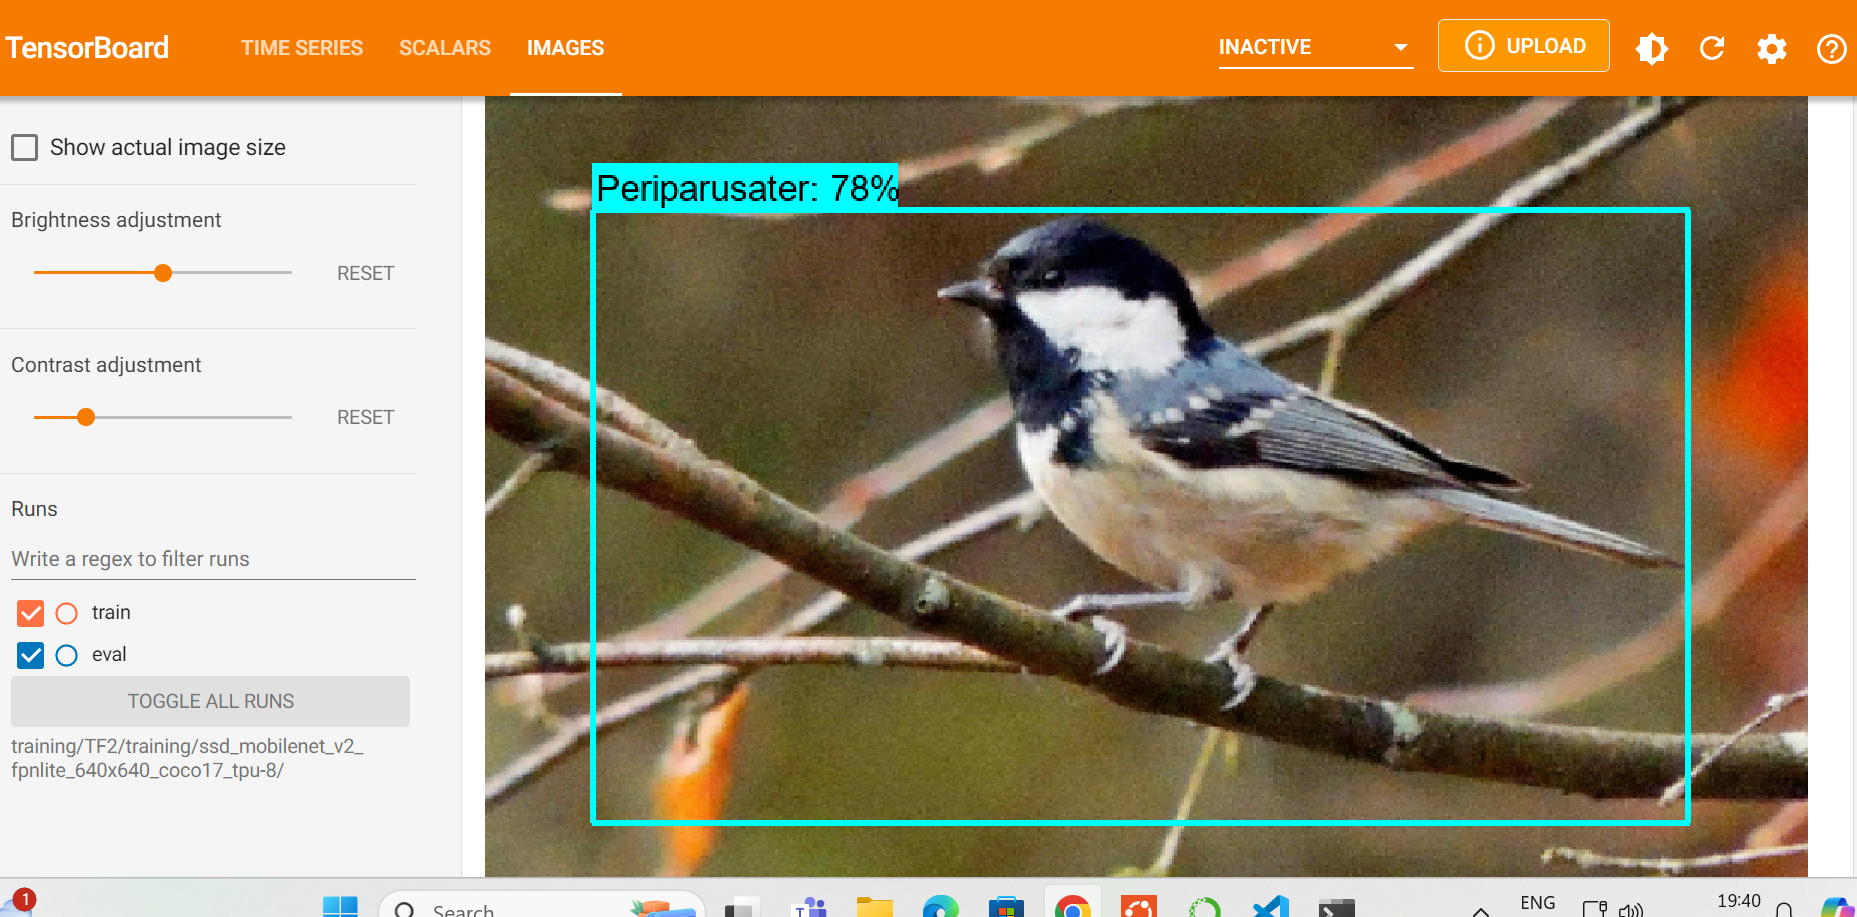 TensorBoard
TIME SERIES
SCALARS
IMAGES
INACTIVE
UPLOAD
Show actual image size
Brightness adjustment
RESET
Contrast adjustment
RESET
Runs
Write a regex to filter runs
train
eval
TOGGLE ALL RUNS
training/TF2/training/ssd_mobilenet_v2_
fpnlite_640x640_coco17_tpu-8/
Periparusater: 78%
1
Search
ENG
19:40